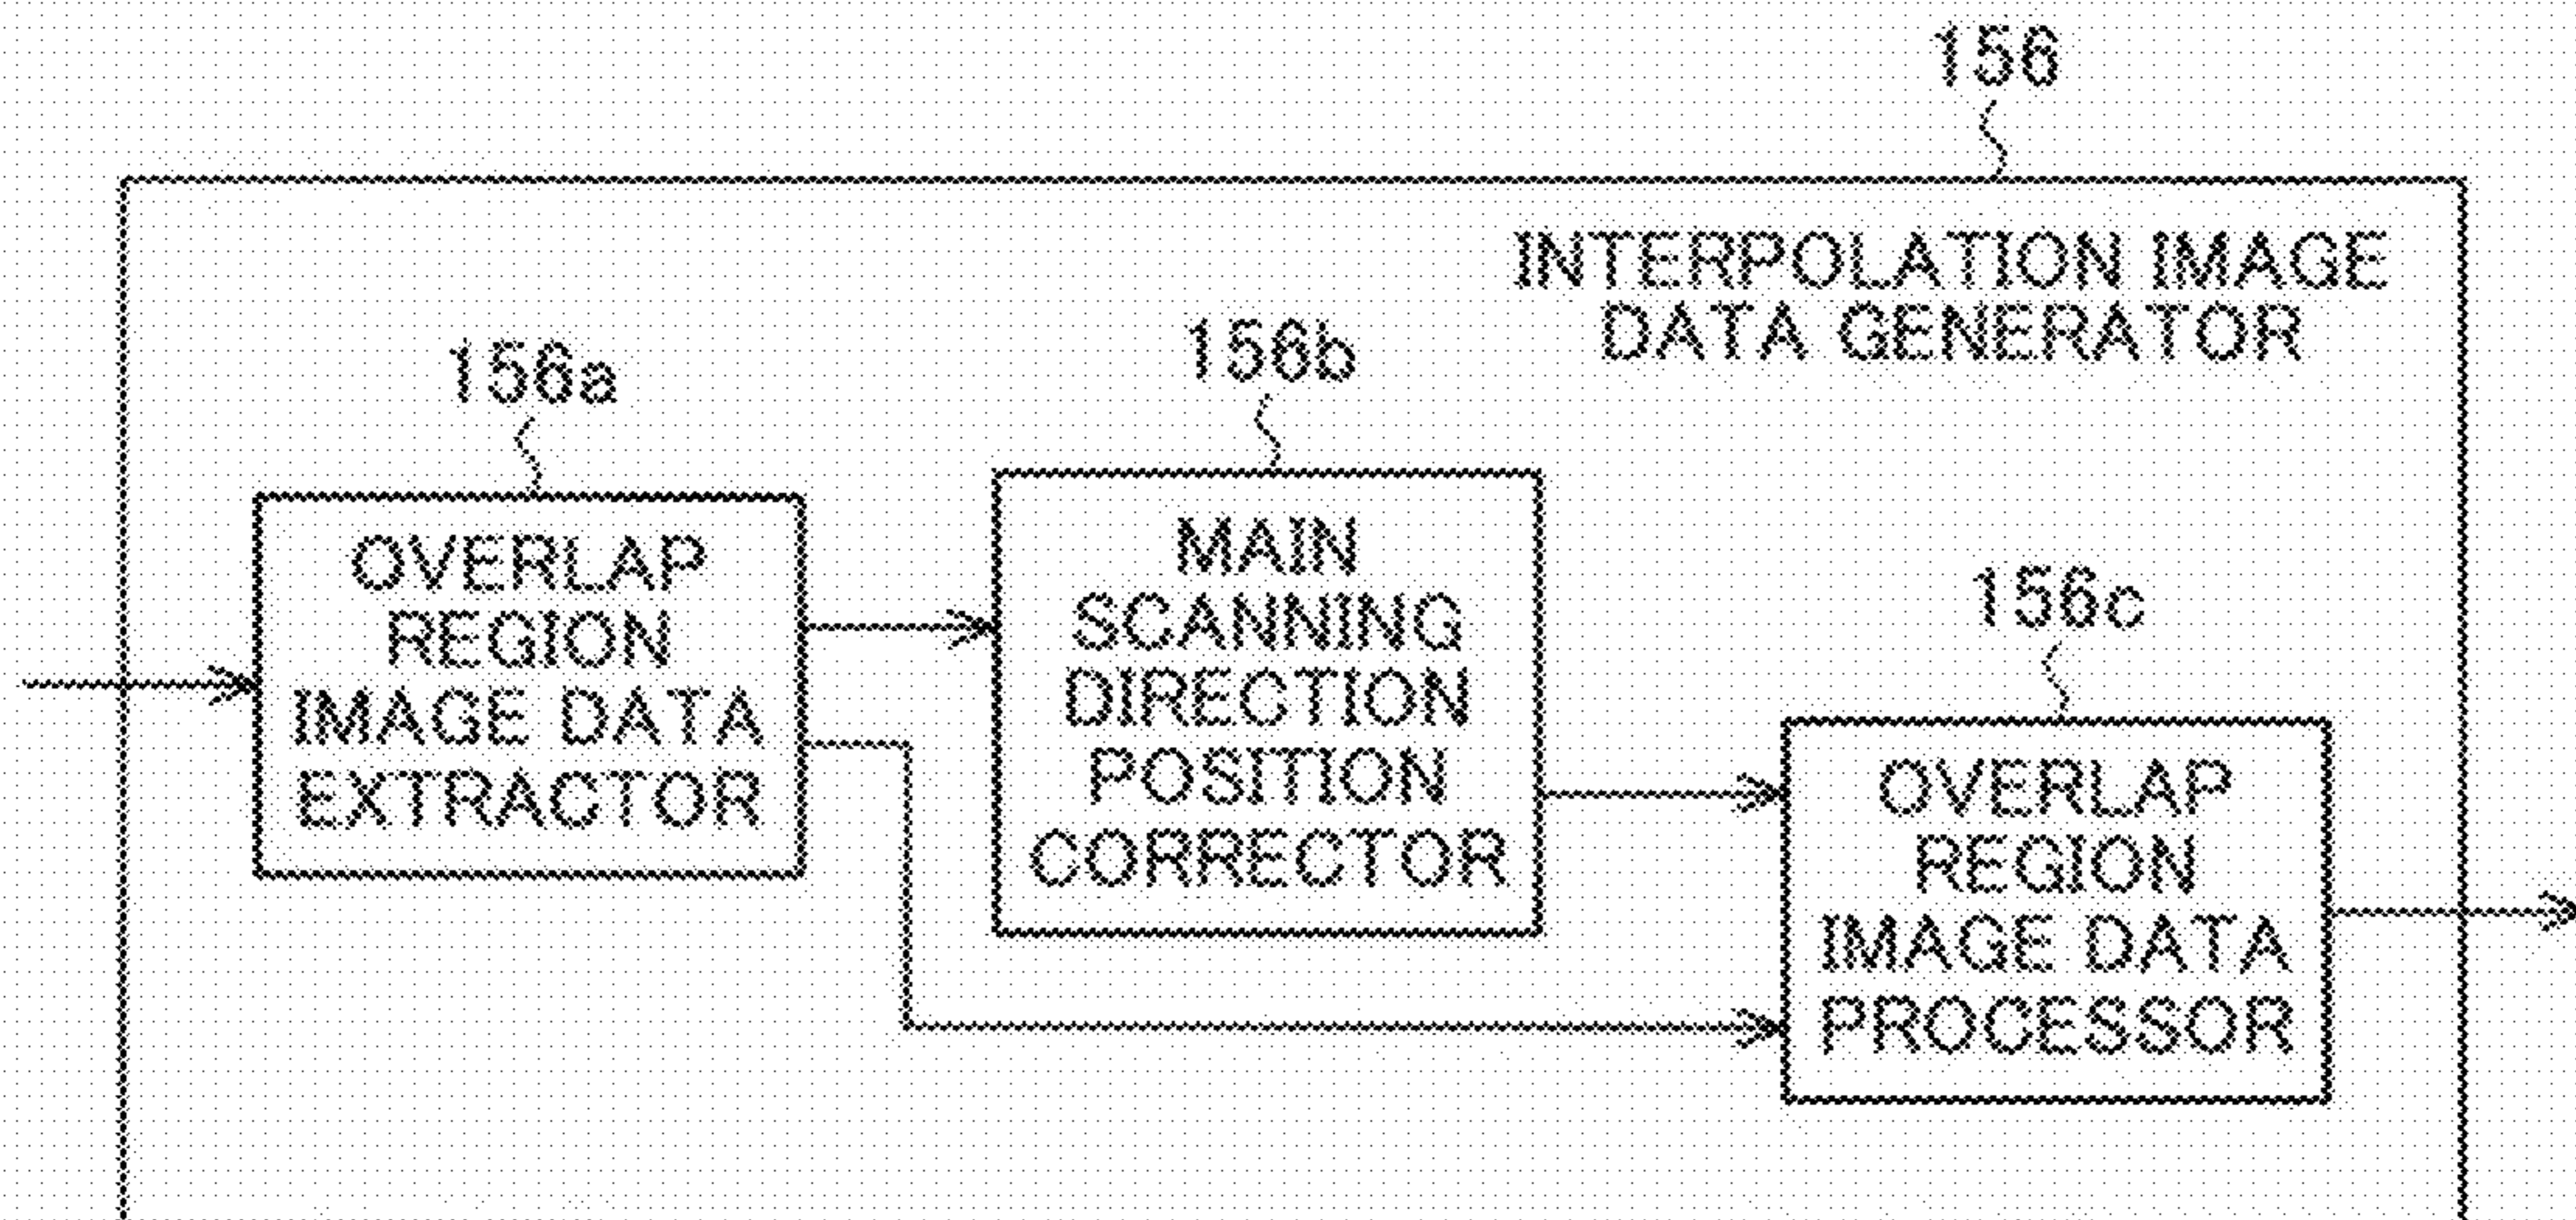 156
INTERPOLATION IMAGE
DATA GENERATOR
156a
OVERLAP
REGION
IMAGE DATA
EXTRACTOR
156b
MAIN
SCANNING
DIRECTION
POSITION
CORRECTOR
156c
OVERLAP
REGION
IMAGE DATA
PROCESSOR